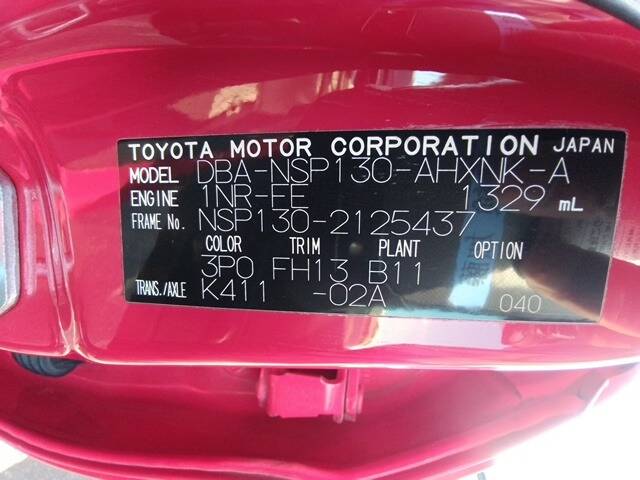 TOYOTA MOTOR CORPORATION JAPAN
MODEL DBA-NSP130-AHXNK-A
ENGINE 1NR-FE 1329 mL
FRAME No. NSP130-2125437
COLOR TRIM PLANT OPTION
3P0 FH13 B11
TRANS./AXLE K411 -02A 040